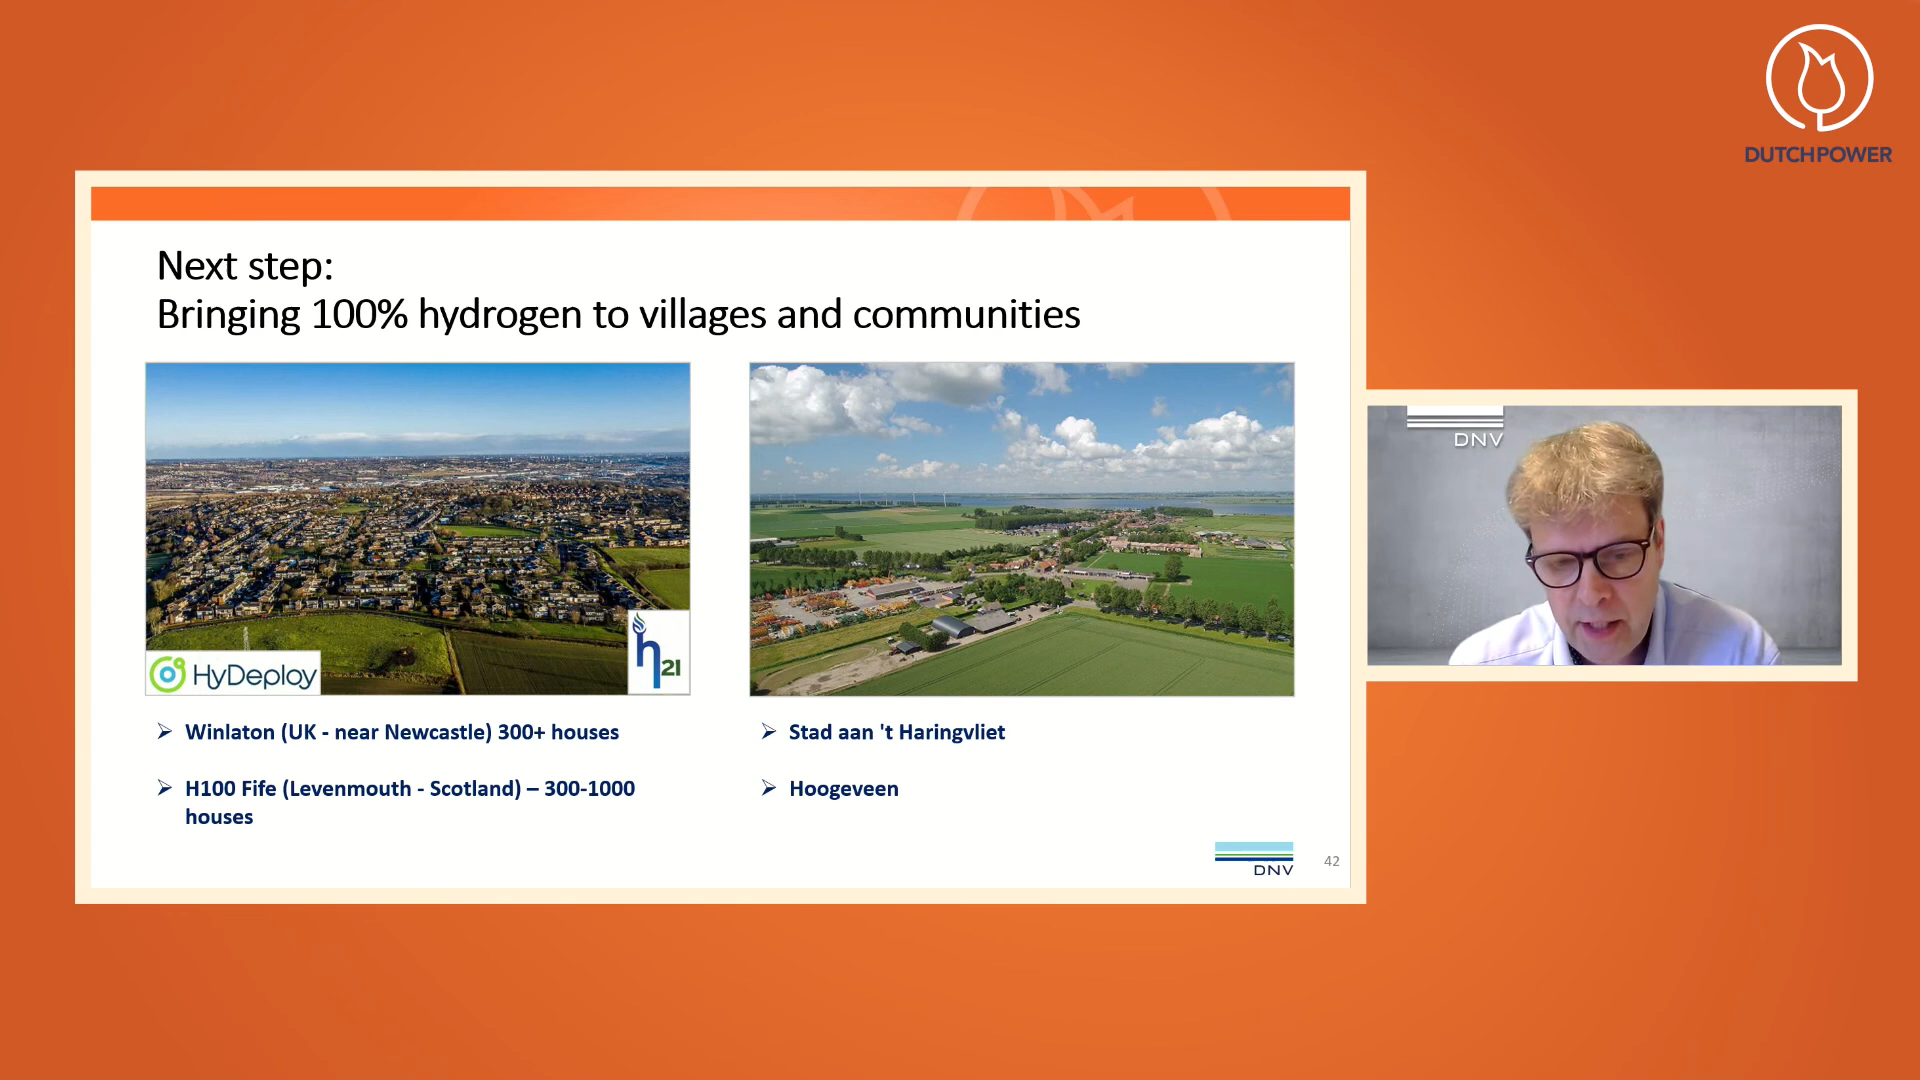 DUTCHPOWER
Next step:
Bringing 100% hydrogen to villages and communities
HyDeploy
h21
➢ Winlaton (UK - near Newcastle) 300+ houses
➢ H100 Fife (Levenmouth - Scotland) – 300-1000
houses
➢ Stad aan 't Haringvliet
➢ Hoogeveen
DNV
42
DNV